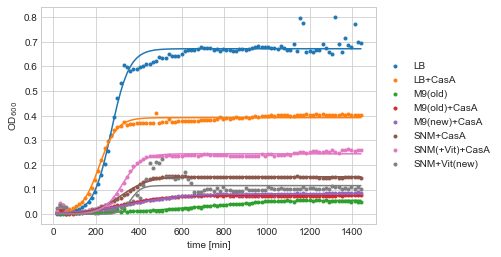 0.8
0.7
0.6
0.5
0.4
0.3
0.2
0.1
0.0
OD600
0 200 400 600 800 1000 1200 1400
time [min]
LB
LB+CasA
M9(old)
M9(old)+CasA
M9(new)+CasA
SNM+CasA
SNM(+Vit)+CasA
SNM+Vit(new)